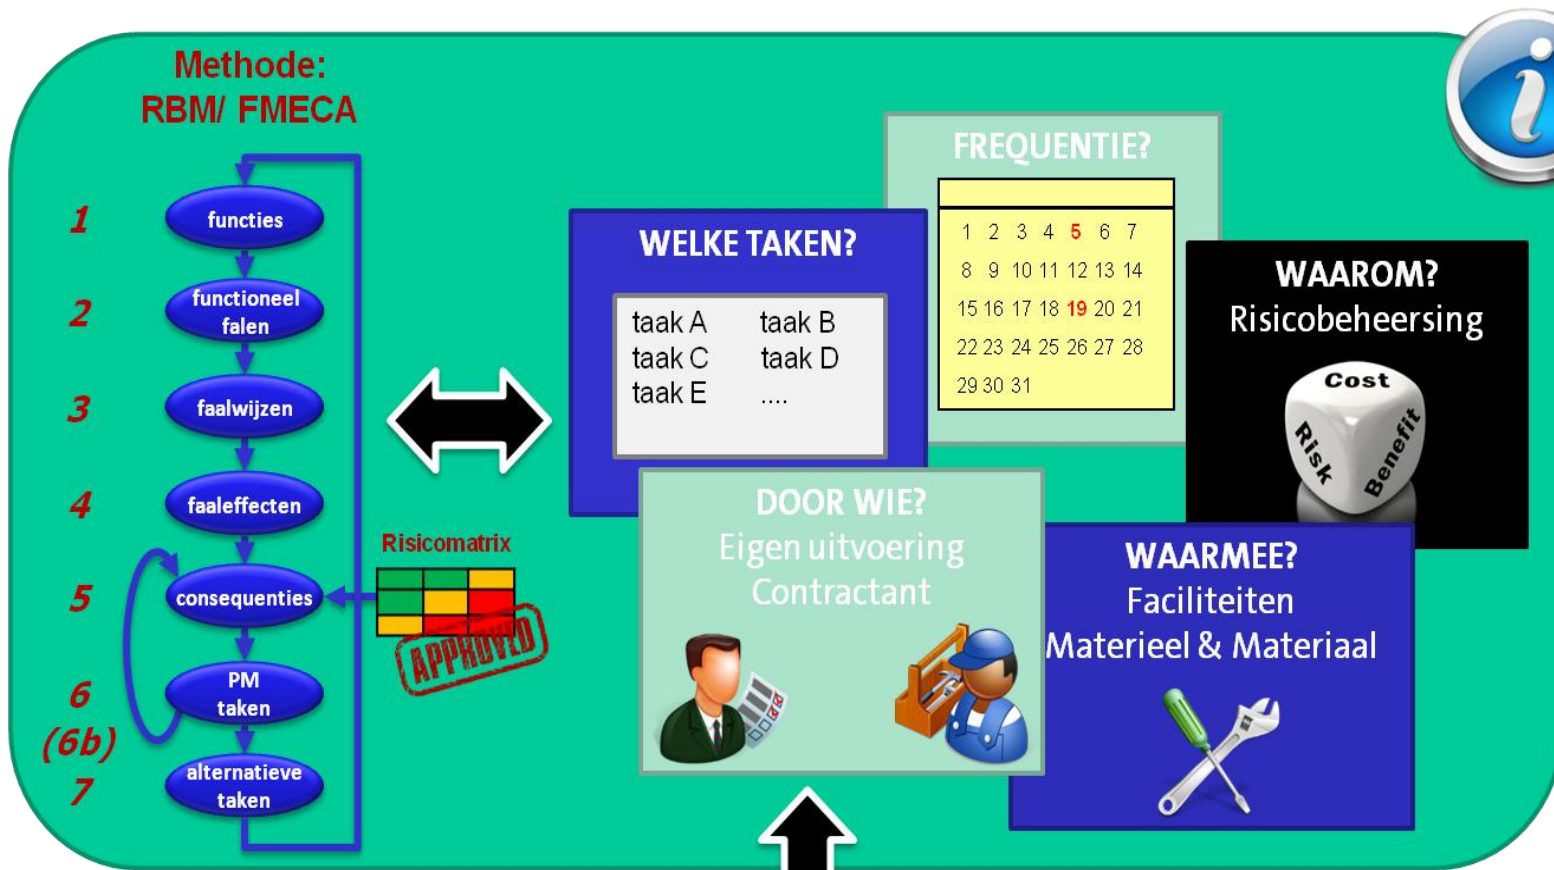 Methode:
RBM/ FMECA
1
functies
2
functioneel
falen
3
faalwijzen
4
faaleffecten
5
consequenties
6
(6b)
PM
taken
7
alternatieve
taken
Risicomatrix
APPROVED
WELKE TAKEN?
taak A taak B
taak C taak D
taak E ....
FREQUENTIE?
1 2 3 4 5 6 7
8 9 10 11 12 13 14
15 16 17 18 19 20 21
22 23 24 25 26 27 28
29 30 31
WAAROM?
Risicobeheersing
Cost
Risk
Benefit
DOOR WIE?
Eigen uitvoering
Contractant
WAARMEE?
Faciliteiten
Materieel & Materiaal
i